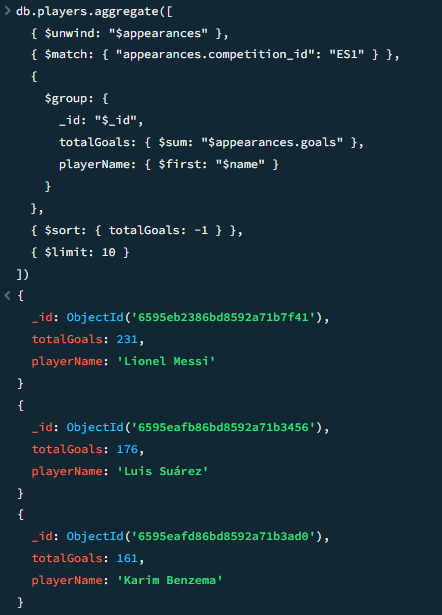 db.players.aggregate([
{ $unwind: "$appearances" },
{ $match: { "appearances.competition_id": "ES1" } },
{
$group: {
_id: "$_id",
totalGoals: { $sum: "$appearances.goals" },
playerName: { $first: "$name" }
}
},
{ $sort: { totalGoals: -1 } },
{ $limit: 10 }
])
{
_id: ObjectId('6595eb2386bd8592a71b7f41'),
totalGoals: 231,
playerName: 'Lionel Messi'
}
{
_id: ObjectId('6595eafb86bd8592a71b3456'),
totalGoals: 176,
playerName: 'Luis Suárez'
}
{
_id: ObjectId('6595eafd86bd8592a71b3ad0'),
totalGoals: 161,
playerName: 'Karim Benzema'
}